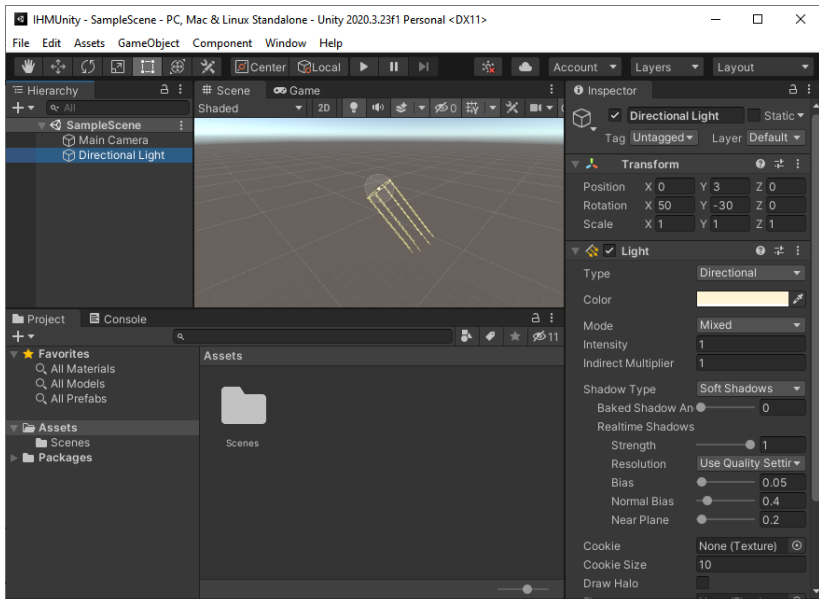 IHMUnity - SampleScene - PC, Mac & Linux Standalone - Unity 2020.3.23f1 Personal <DX11>
File Edit Assets GameObject Component Window Help
Center Local Account Layers Layout
Hierarchy
All
SampleScene
Main Camera
Directional Light
Scene Game
Shaded 2D 0
Inspector
Directional Light Static
Tag Untagged Layer Default
Transform
Position X 0 Y 3 Z 0
Rotation X 50 Y -30 Z 0
Scale X 1 Y 1 Z 1
Light
Type Directional
Color
Mode Mixed
Intensity 1
Indirect Multiplier 1
Shadow Type Soft Shadows
Baked Shadow An 0
Realtime Shadows
Strength 1
Resolution Use Quality Settir
Bias 0.05
Normal Bias 0.4
Near Plane 0.2
Cookie None (Texture)
Cookie Size 10
Draw Halo
Project Console
11
Favorites
All Materials
All Models
All Prefabs
Assets
Scenes
Packages
Assets
Scenes